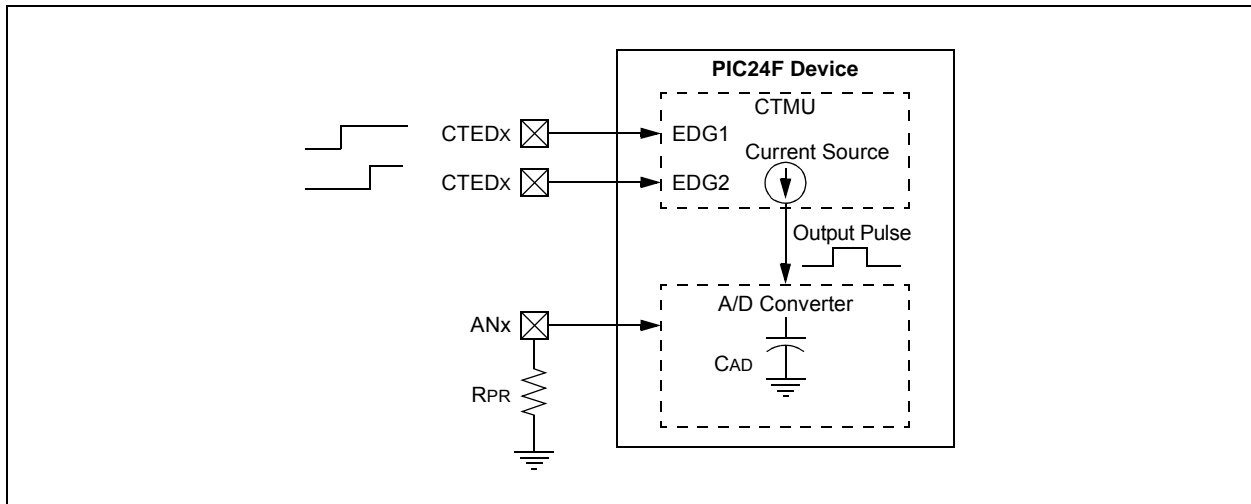 PIC24F Device
CTMU
CTEDX
EDG1
Current Source
CTEDX
EDG2
Output Pulse
A/D Converter
ANx
CAD
RPR